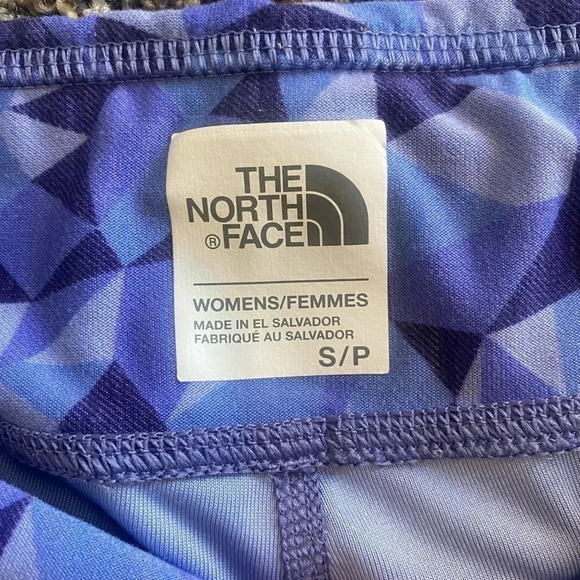 THE
NORTH
® FACE
WOMENS/FEMMES
MADE IN EL SALVADOR
FABRIQUÉ AU SALVADOR
S/P